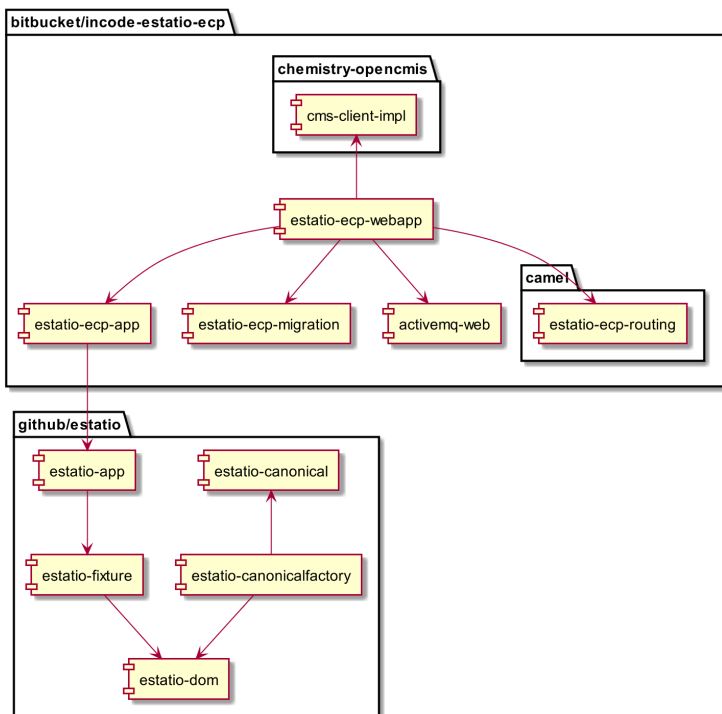 bitbucket/incode-estatio-ecp
chemistry-opencmis
cms-client-impl
estatio-ecp-webapp
camel
estatio-ecp-app
estatio-ecp-migration
activemq-web
estatio-ecp-routing
github/estatio
estatio-app
estatio-canonical
estatio-fixture
estatio-canonicalfactory
estatio-dom